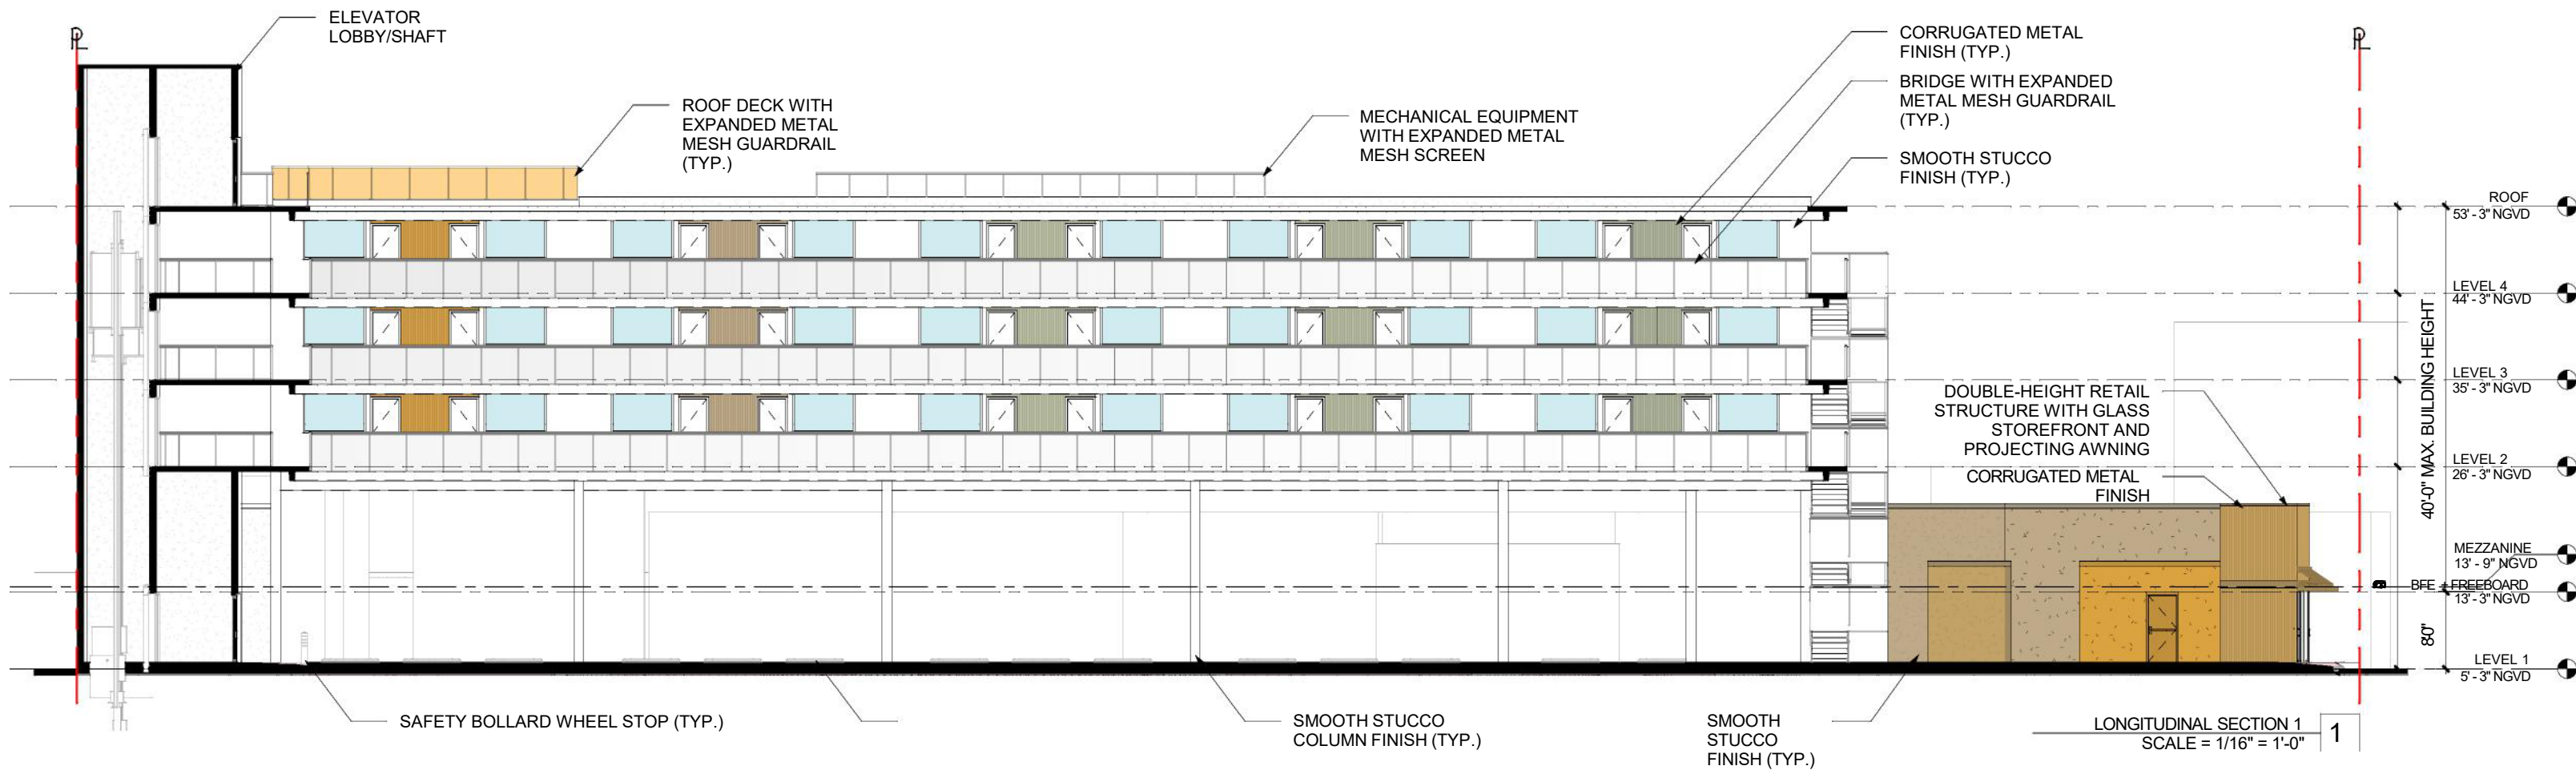 ELEVATOR
LOBBY/SHAFT
PL
PL
CORRUGATED METAL
FINISH (TYP.)
BRIDGE WITH EXPANDED
METAL MESH GUARDRAIL
(TYP.)
SMOOTH STUCCO
FINISH (TYP.)
ROOF DECK WITH
EXPANDED METAL
MESH GUARDRAIL
(TYP.)
MECHANICAL EQUIPMENT
WITH EXPANDED METAL
MESH SCREEN
ROOF
53' - 3" NGVD
LEVEL 4
44' - 3" NGVD
LEVEL 3
35' - 3" NGVD
LEVEL 2
26' - 3" NGVD
MEZZANINE
13' - 9" NGVD
BFE + FREEBOARD
13' - 3" NGVD
LEVEL 1
5' - 3" NGVD
40'-0" MAX. BUILDING HEIGHT
8'0"
DOUBLE-HEIGHT RETAIL
STRUCTURE WITH GLASS
STOREFRONT AND
PROJECTING AWNING
CORRUGATED METAL
FINISH
SAFETY BOLLARD WHEEL STOP (TYP.)
SMOOTH STUCCO
COLUMN FINISH (TYP.)
SMOOTH
STUCCO
FINISH (TYP.)
LONGITUDINAL SECTION 1
SCALE = 1/16" = 1'-0"
1